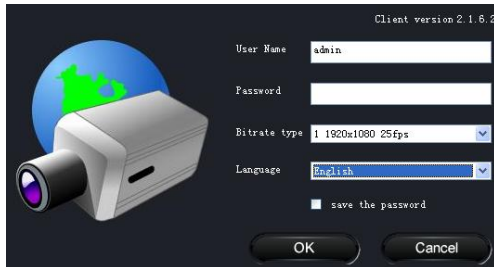 Client version 2.1.6.2
User Name admin
Password
Bitrate type 1 1920x1080 25fps
Language English
save the password
OK Cancel